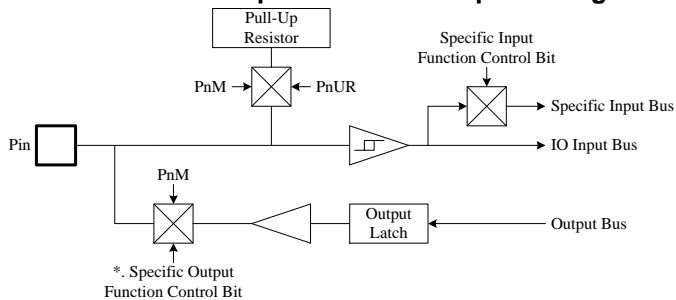 Pull-Up
Resistor
Specific Input
Function Control Bit
PnM
PnUR
Specific Input Bus
Pin
IO Input Bus
PnM
Output
Latch
Output Bus
*. Specific Output
Function Control Bit